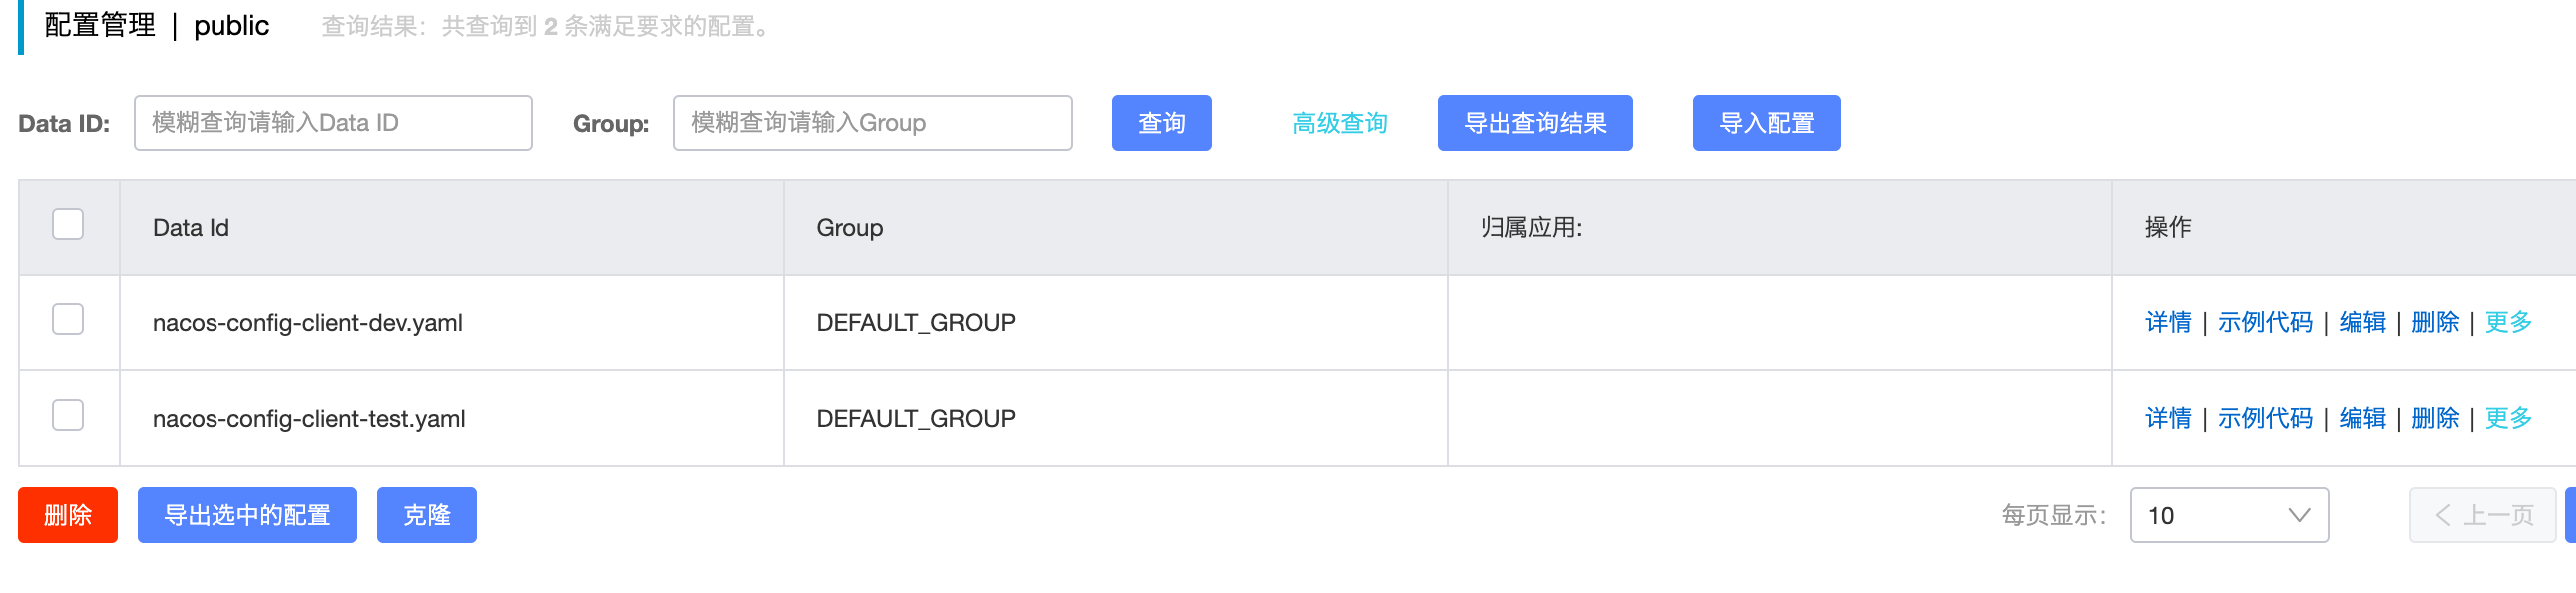 配置管理 | public 查询结果：共查询到 2 条满足要求的配置。
Data ID: 模糊查询请输入Data ID Group: 模糊查询请输入Group 查询 高级查询 导出查询结果 导入配置
Data Id Group 归属应用: 操作
nacos-config-client-dev.yaml DEFAULT_GROUP 详情 | 示例代码 | 编辑 | 删除 | 更多
nacos-config-client-test.yaml DEFAULT_GROUP 详情 | 示例代码 | 编辑 | 删除 | 更多
删除 导出选中的配置 克隆 每页显示： 10 上一页